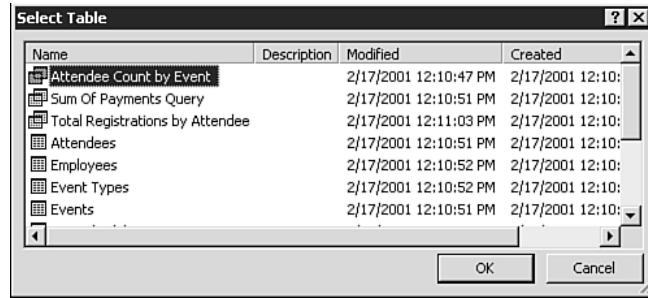 Select Table
Name Description Modified Created
Attendee Count by Event 2/17/2001 12:10:47 PM 2/17/2001 12:10:
Sum Of Payments Query 2/17/2001 12:10:51 PM 2/17/2001 12:10:
Total Registrations by Attendee 2/17/2001 12:11:03 PM 2/17/2001 12:10:
Attendees 2/17/2001 12:10:51 PM 2/17/2001 12:10:
Employees 2/17/2001 12:10:52 PM 2/17/2001 12:10:
Event Types 2/17/2001 12:10:52 PM 2/17/2001 12:10:
Events 2/17/2001 12:10:51 PM 2/17/2001 12:10:
OK Cancel